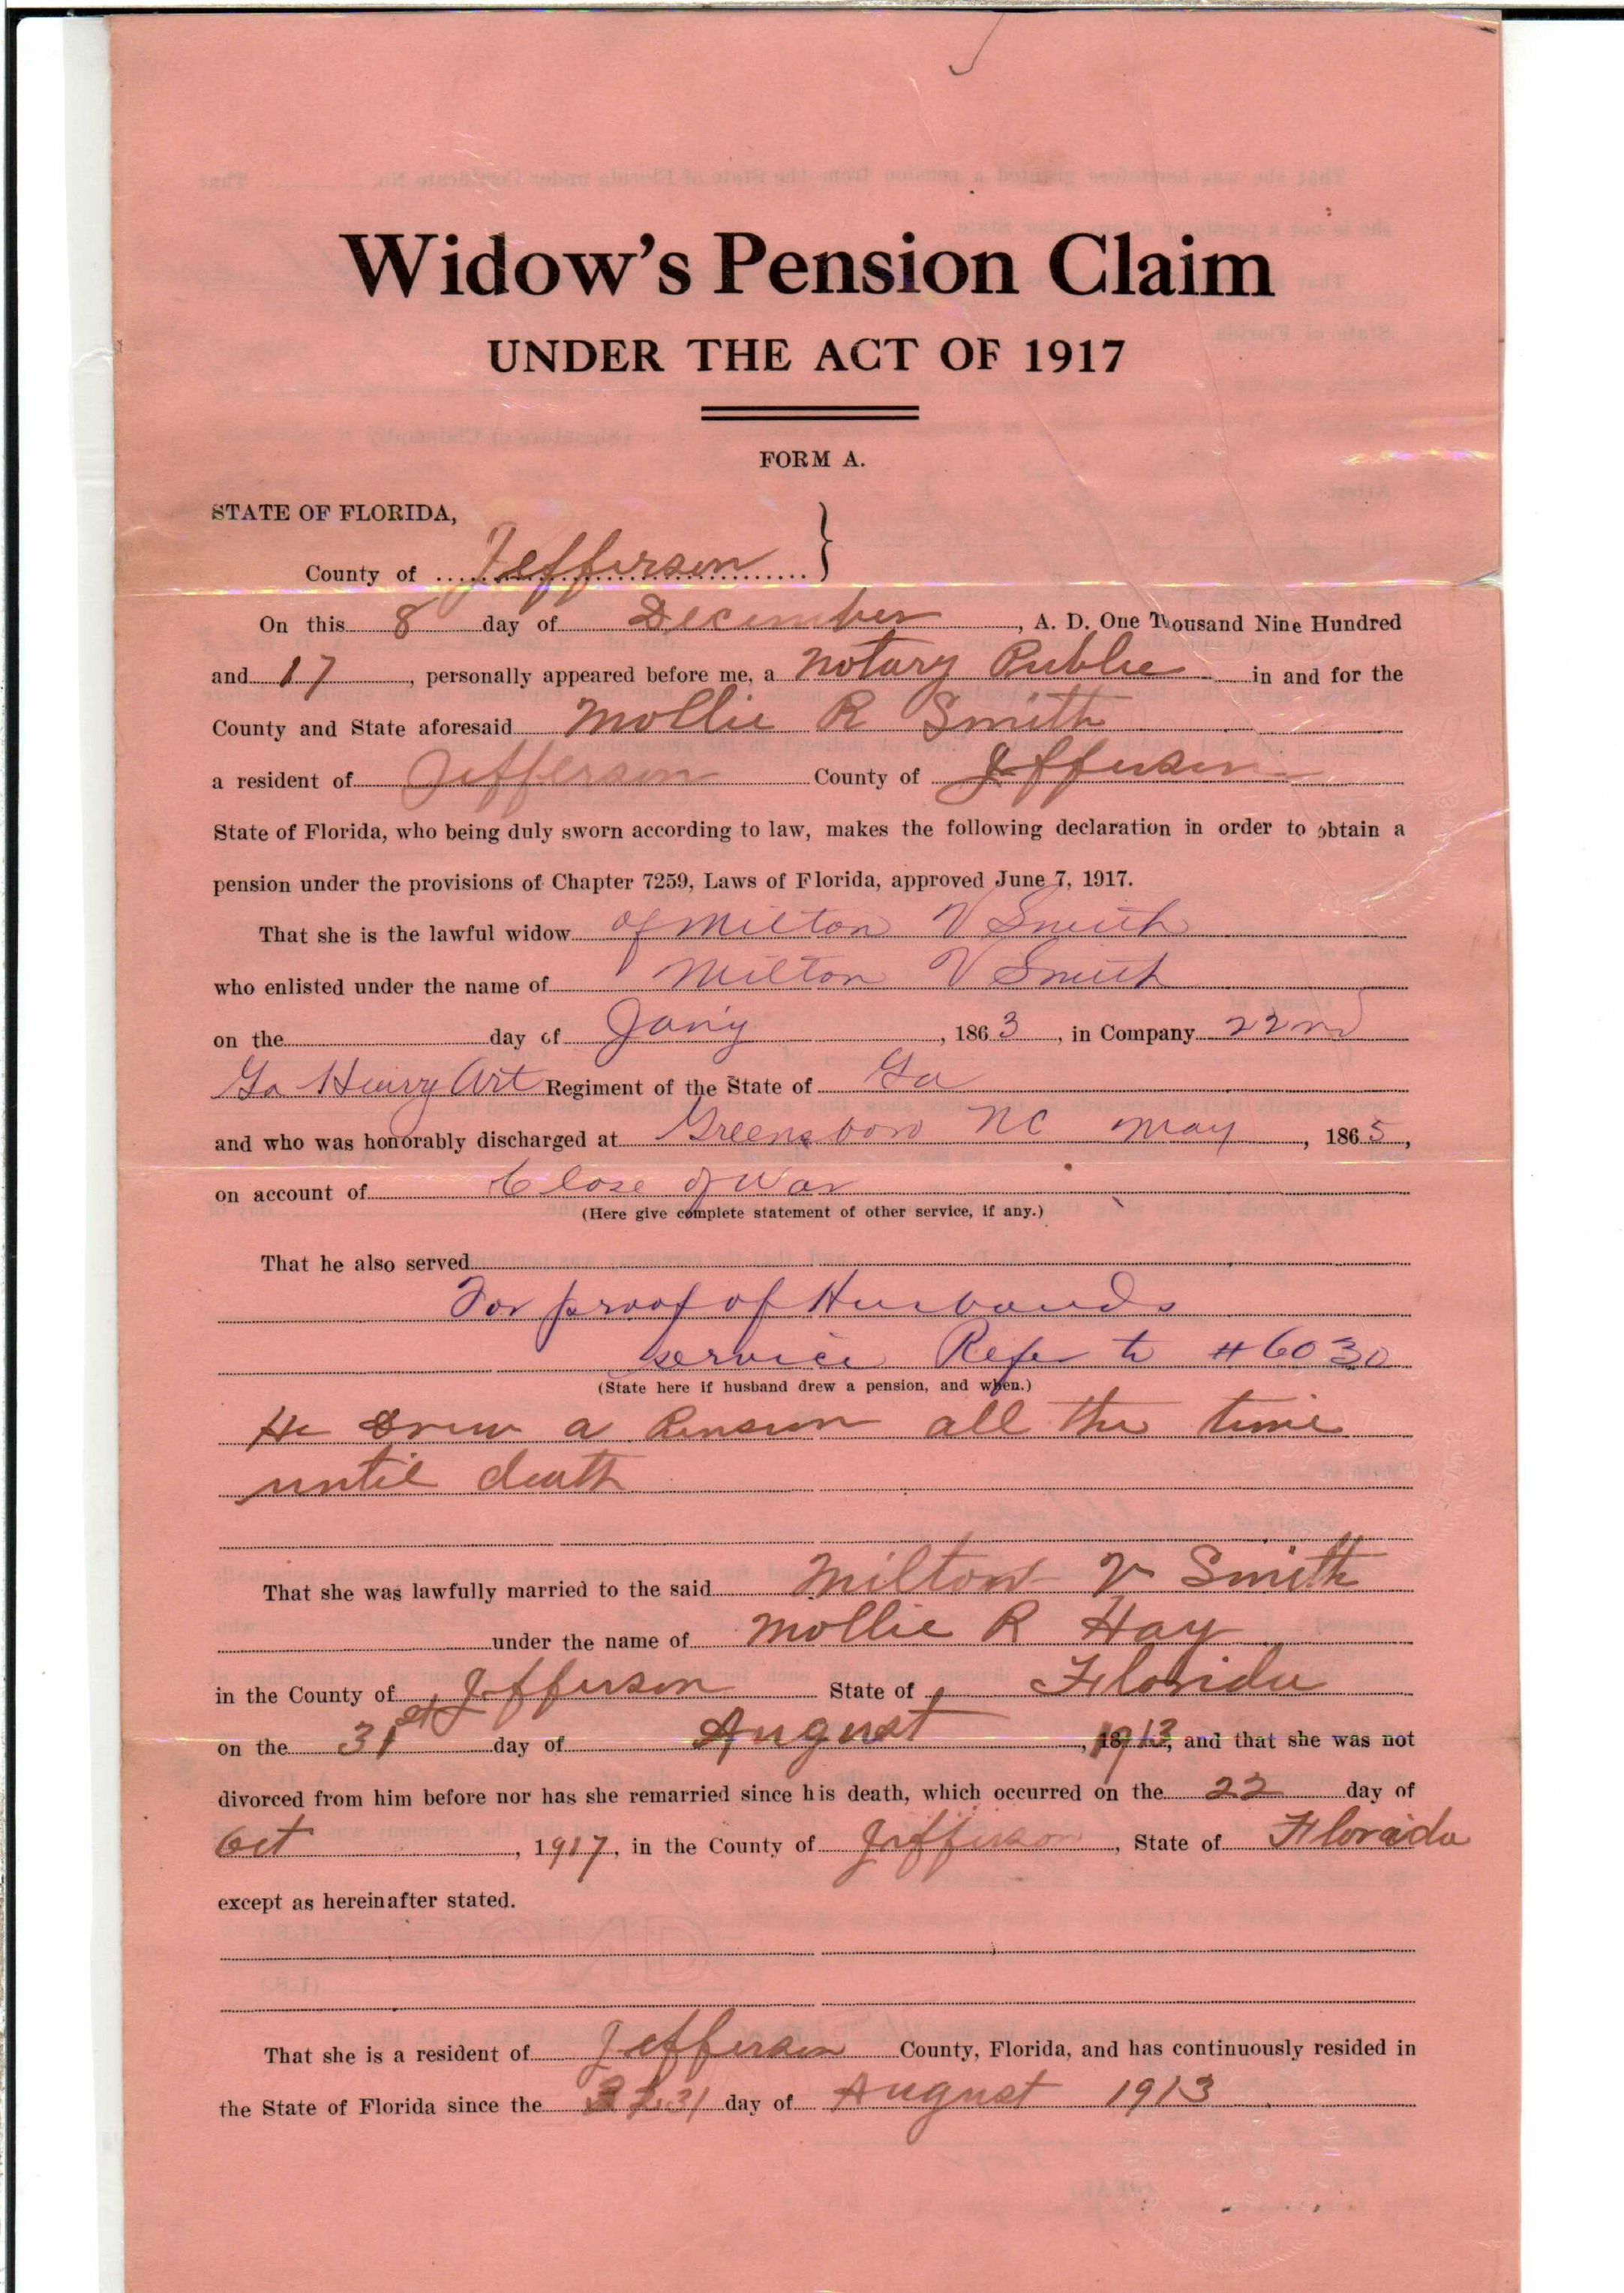 Widow's Pension Claim
UNDER THE ACT OF 1917
FORM A.
STATE OF FLORIDA,
County of Jefferson }
On this 8 day of December, A. D. One Thousand Nine Hundred
and 17, personally appeared before me, a Notary Public in and for the
County and State aforesaid Mollie R Smith
a resident of Jefferson County of Jefferson
State of Florida, who being duly sworn according to law, makes the following declaration in order to obtain a
pension under the provisions of Chapter 7259, Laws of Florida, approved June 7, 1917.
That she is the lawful widow of Milton V Smith
who enlisted under the name of Milton V Smith
on the day of Jan'y, 1863, in Company 22nd
Ga Heavy Art Regiment of the State of Ga
and who was honorably discharged at Greensboro NC May, 1865,
on account of Close of War
(Here give complete statement of other service, if any.)
That he also served
For proof of Husbands
service Refer to #6030
(State here if husband drew a pension, and when.)
He drew a Pension all the time
until death
That she was lawfully married to the said Milton V Smith
under the name of Mollie R Hay
in the County of Jefferson State of Florida
on the 31st day of August, 1913, and that she was not
divorced from him before nor has she remarried since his death, which occurred on the 22 day of
Oct, 1917, in the County of Jefferson, State of Florida
except as hereinafter stated.
That she is a resident of Jefferson County, Florida, and has continuously resided in
the State of Florida since the 31 day of August 1913